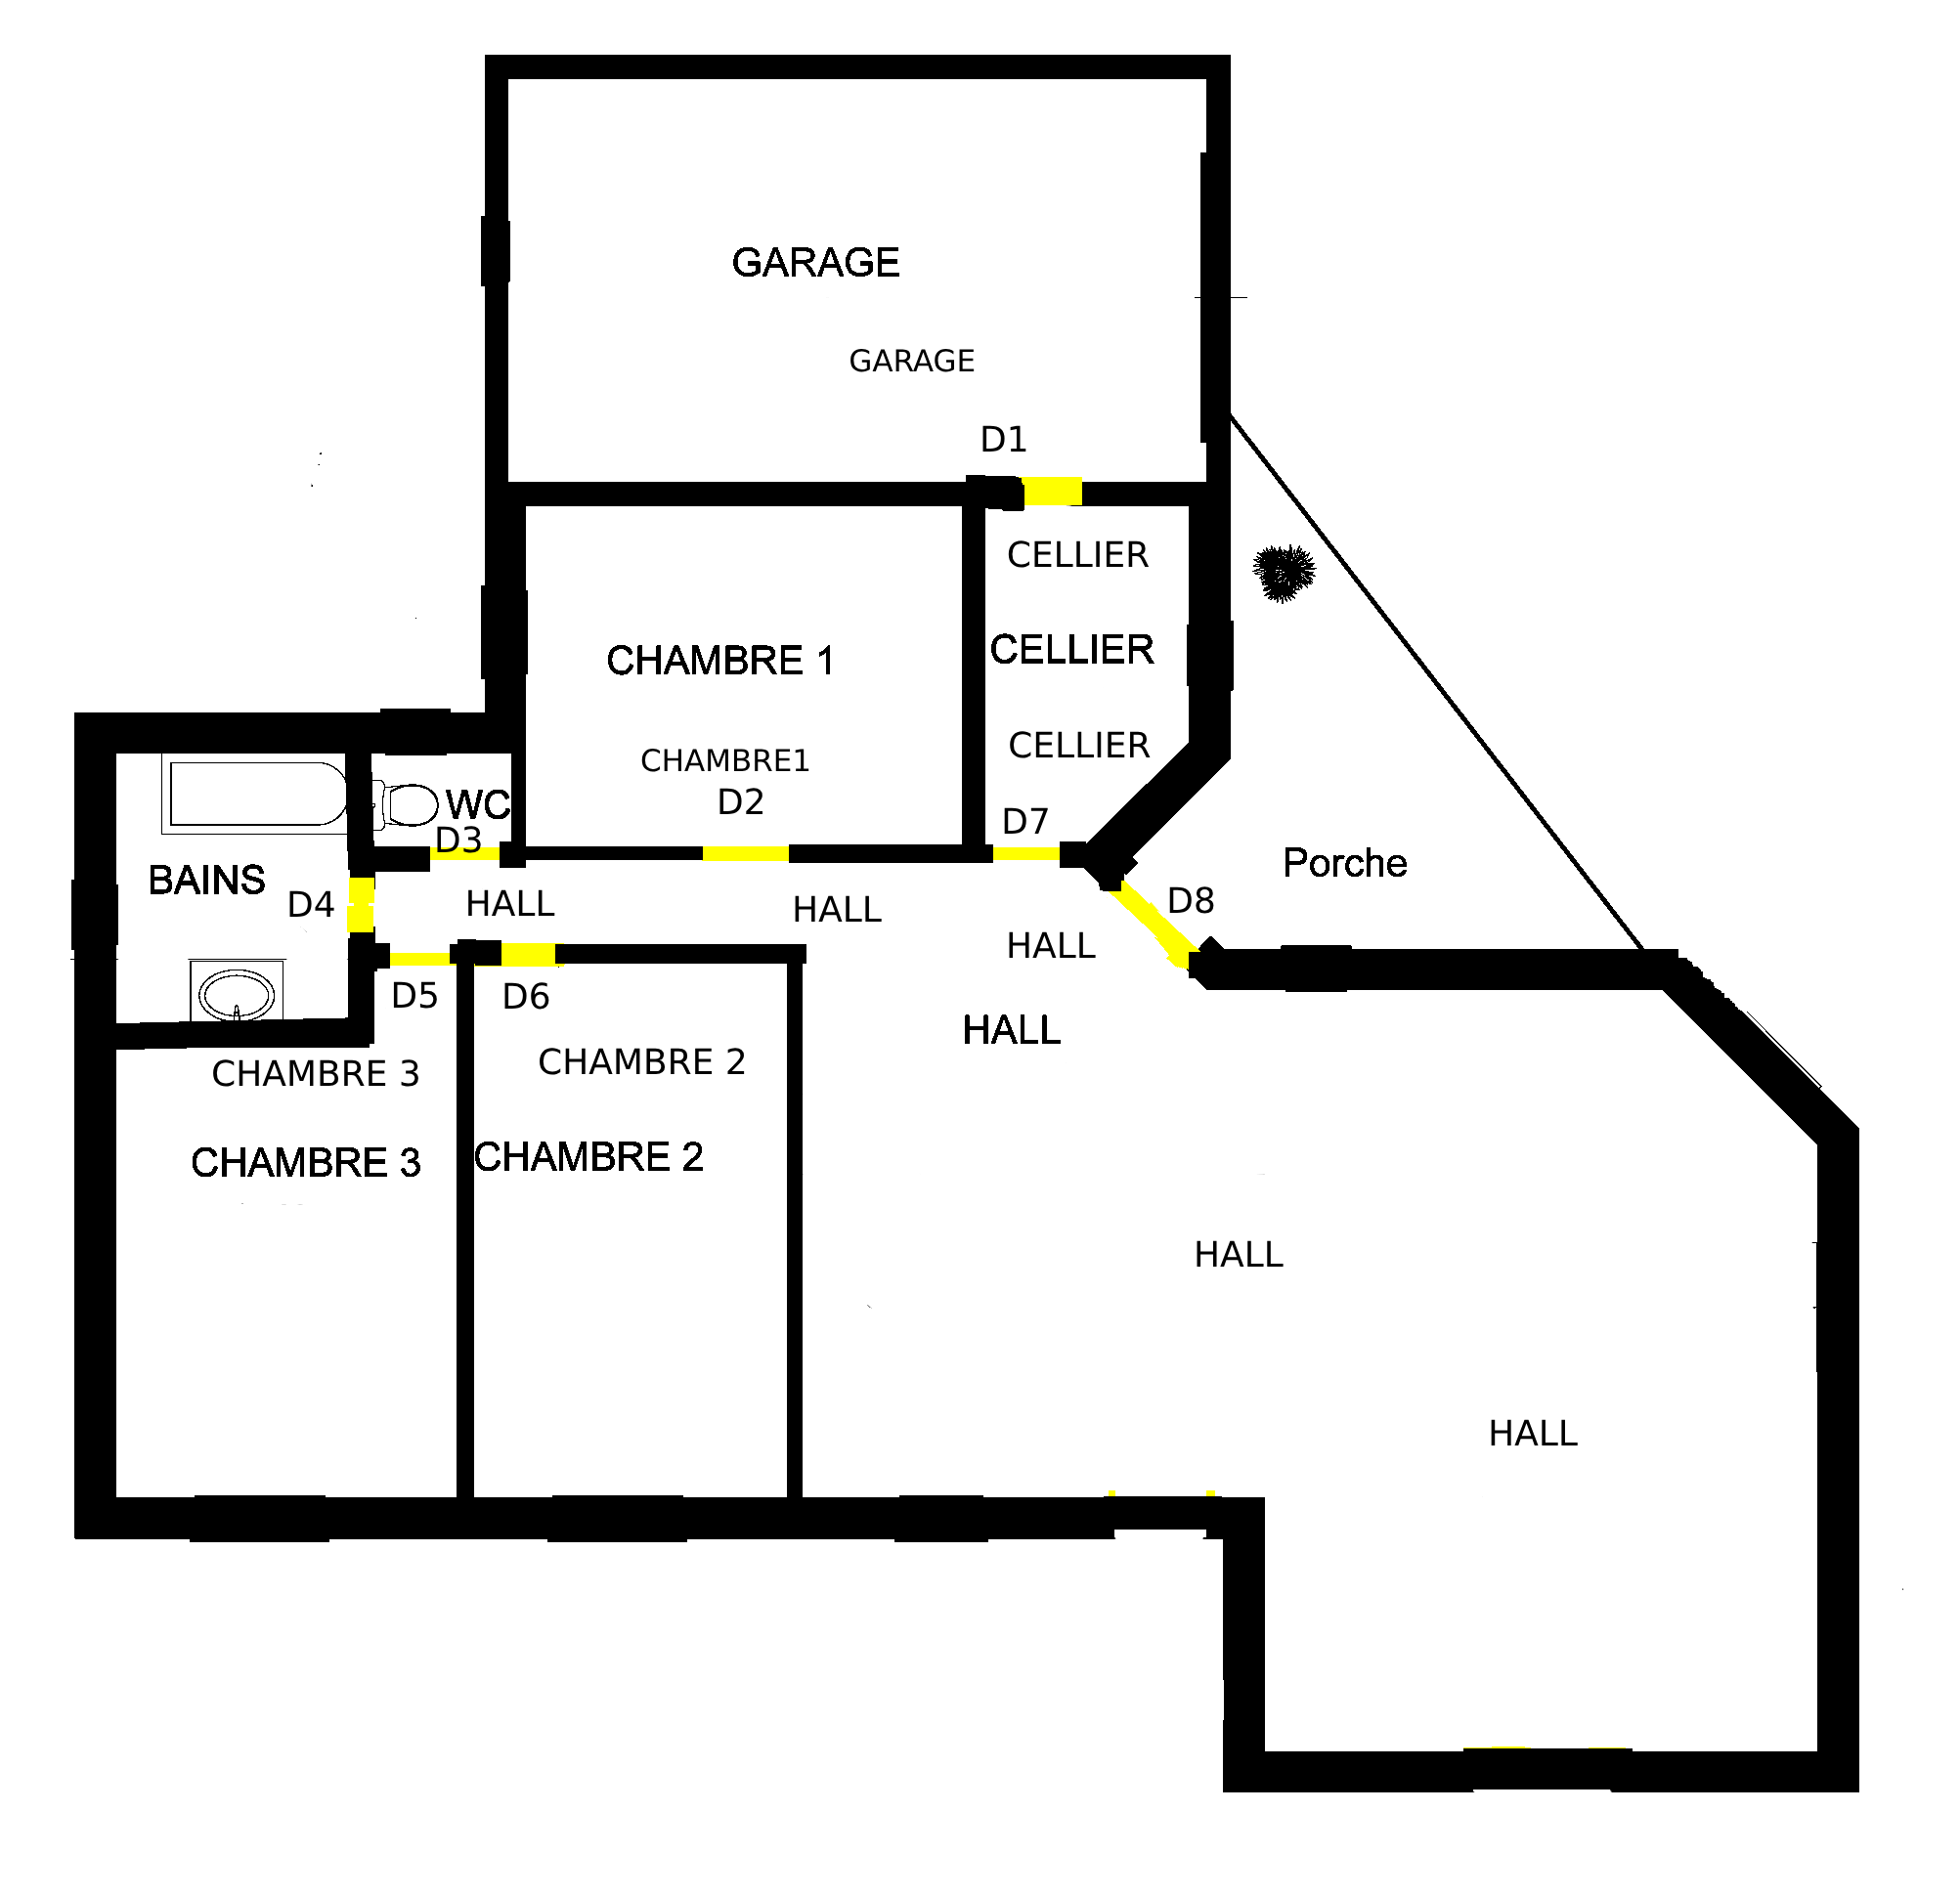 GARAGE
GARAGE
D1
CELLIER
CELLIER
CHAMBRE 1
CELLIER
CHAMBRE1
D2
WC
D7
D3
Porche
BAINS
D4
HALL
HALL
D8
HALL
D5
D6
HALL
CHAMBRE 3
CHAMBRE 2
CHAMBRE 3
CHAMBRE 2
HALL
HALL